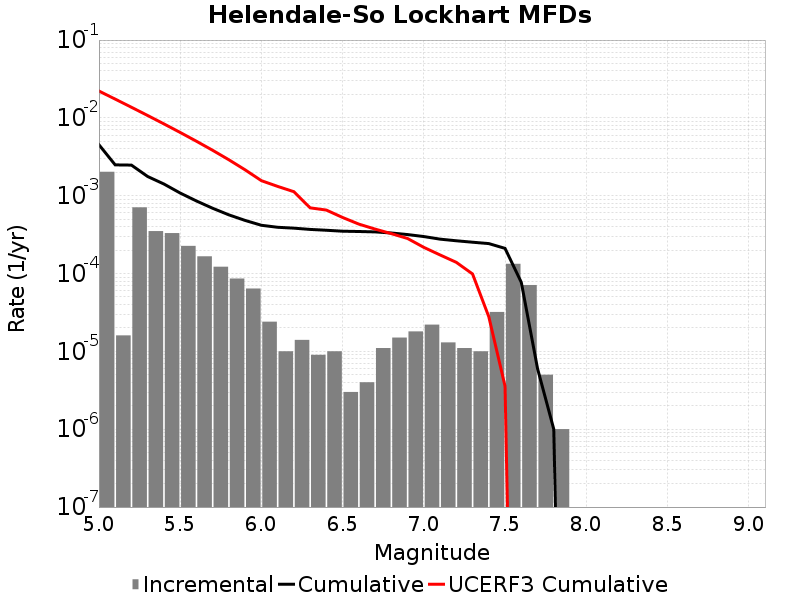 Helendale-So Lockhart MFDs
10-1
10-2
10-3
10-4
10-5
10-6
10-7
Rate (1/yr)
5.0 5.5 6.0 6.5 7.0 7.5 8.0 8.5 9.0
Magnitude
Incremental Cumulative UCERF3 Cumulative